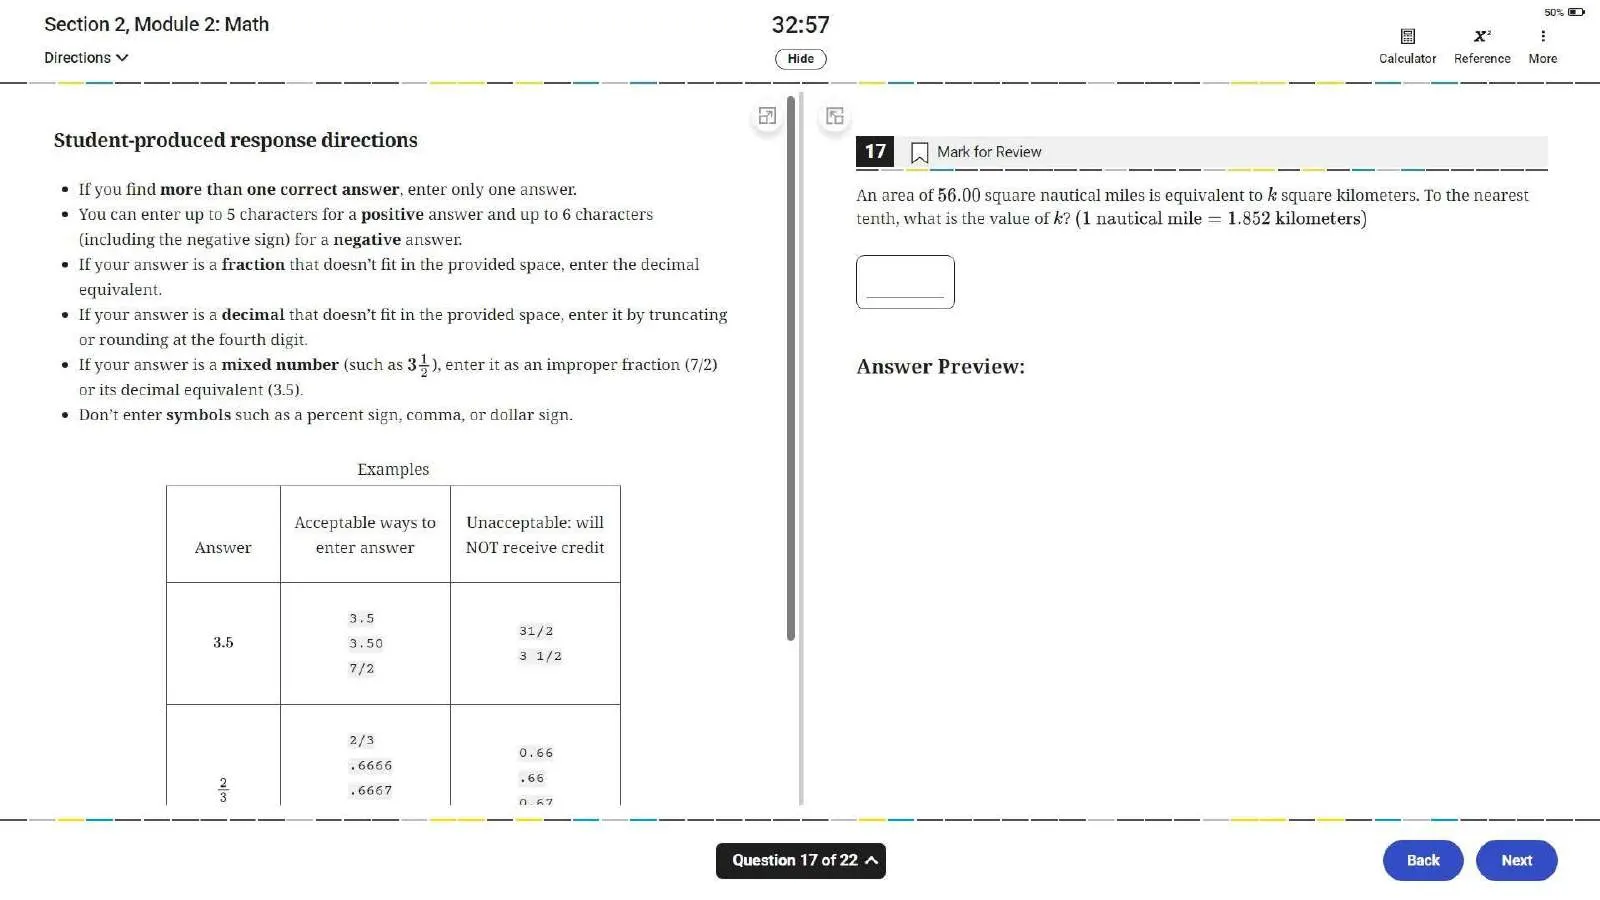 Section 2, Module 2: Math
Directions
32:57
Hide
50%
Calculator
Reference
More
Student-produced response directions
• If you find more than one correct answer, enter only one answer.
• You can enter up to 5 characters for a positive answer and up to 6 characters
(including the negative sign) for a negative answer.
• If your answer is a fraction that doesn't fit in the provided space, enter the decimal
equivalent.
• If your answer is a decimal that doesn't fit in the provided space, enter it by truncating
or rounding at the fourth digit.
• If your answer is a mixed number (such as 3 1/2), enter it as an improper fraction (7/2)
or its decimal equivalent (3.5).
• Don't enter symbols such as a percent sign, comma, or dollar sign.
Examples
Answer
Acceptable ways to
enter answer
Unacceptable: will
NOT receive credit
3.5
3.5
3.50
7/2
31/2
3 1/2
2/3
2/3
.6666
.6667
0.66
.66
0.67
17
Mark for Review
An area of 56.00 square nautical miles is equivalent to k square kilometers. To the nearest
tenth, what is the value of k? (1 nautical mile = 1.852 kilometers)
Answer Preview:
Question 17 of 22
Back
Next